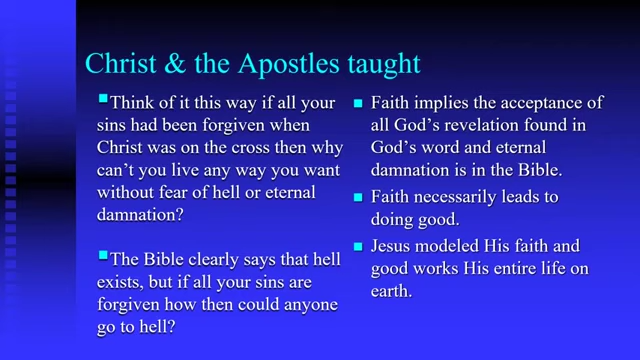 Christ & the Apostles taught
Think of it this way if all your
sins had been forgiven when
Christ was on the cross then why
can't you live any way you want
without fear of hell or eternal
damnation?
The Bible clearly says that hell
exists, but if all your sins are
forgiven how then could anyone
go to hell?
Faith implies the acceptance of
all God's revelation found in
God's word and eternal
damnation is in the Bible.
Faith necessarily leads to
doing good.
Jesus modeled His faith and
good works His entire life on
earth.